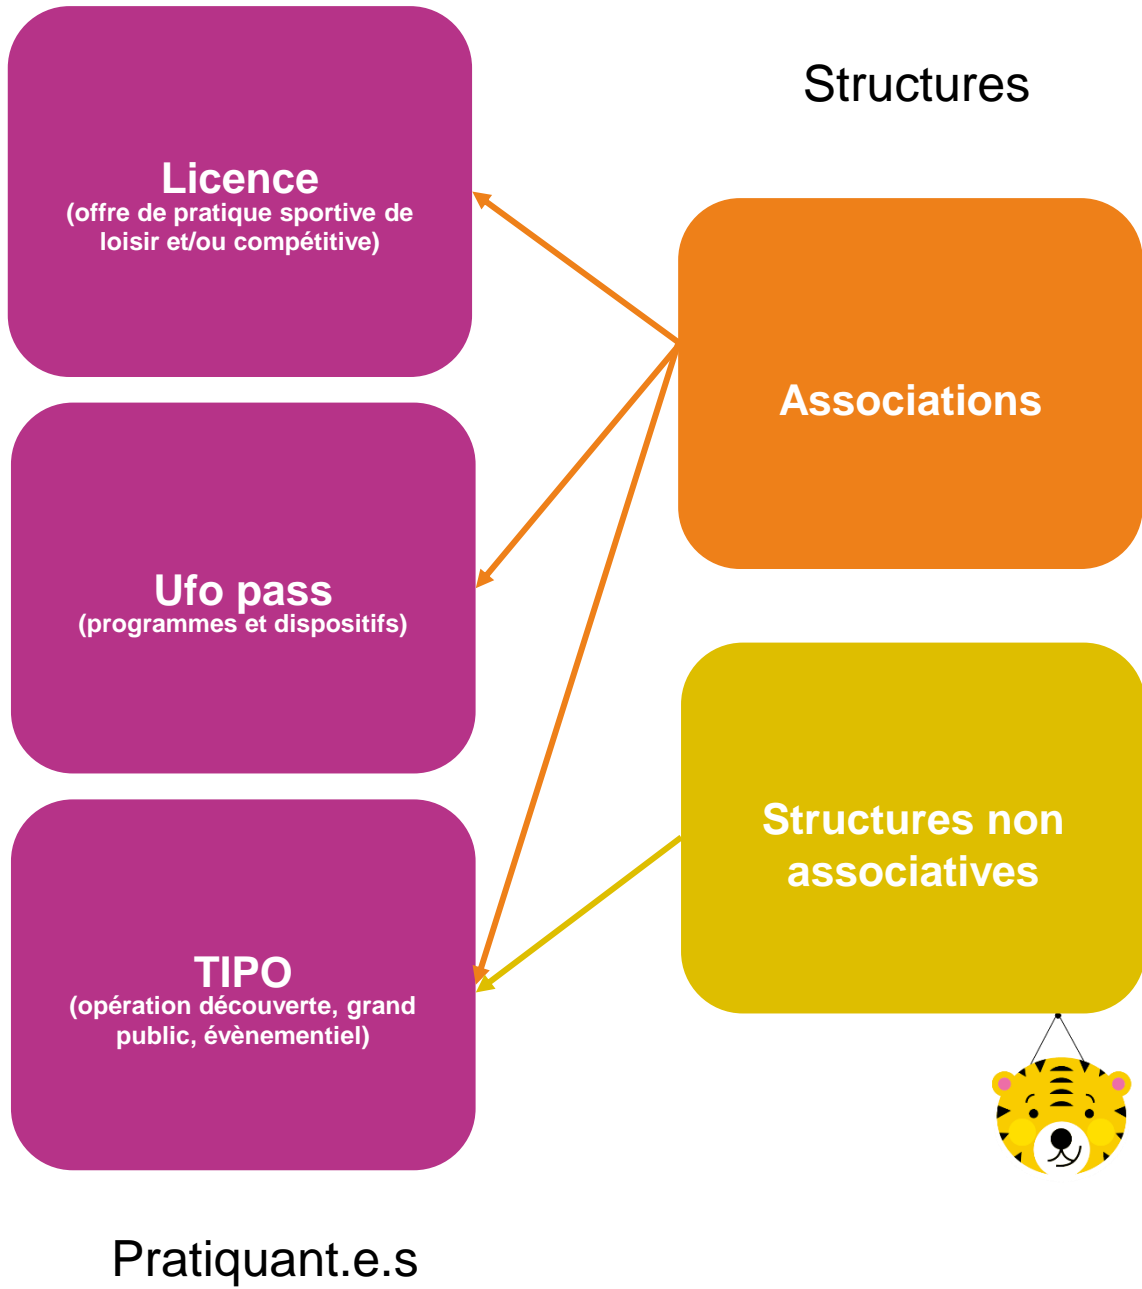 Structures
Licence
(offre de pratique sportive de
loisir et/ou compétitive)
Associations
Ufo pass
(programmes et dispositifs)
Structures non
associatives
TIPO
(opération découverte, grand
public, évènementiel)
Pratiquant.e.s